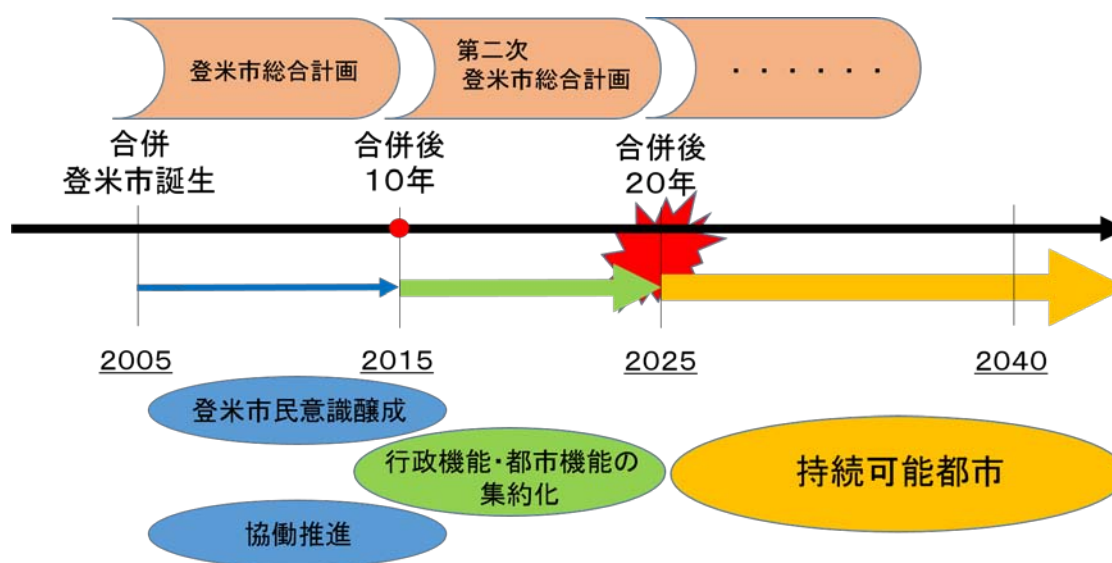 登米市総合計画
第二次
登米市総合計画
・・・・・・
合併
登米市誕生
合併後
10年
合併後
20年
2005
2015
2025
2040
登米市民意識醸成
行政機能・都市機能の
集約化
持続可能都市
協働推進